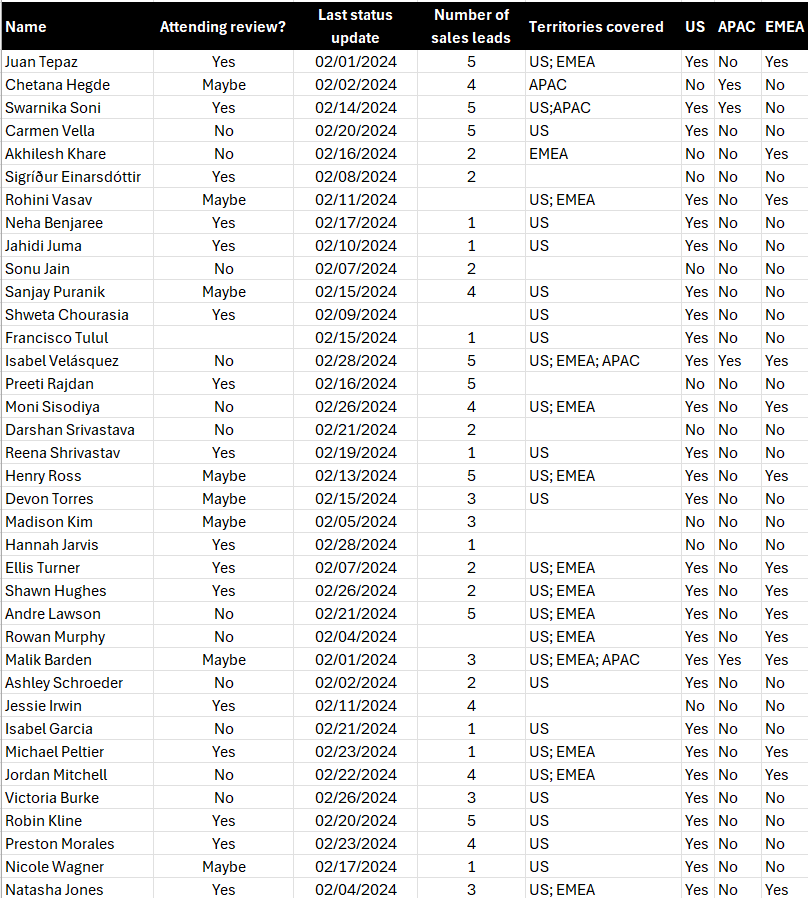 Name Attending review? Last status update Number of sales leads Territories covered US APAC EMEA
Juan Tepaz Yes 02/01/2024 5 US; EMEA Yes No Yes
Chetana Hegde Maybe 02/02/2024 4 APAC No Yes No
Swarnika Soni Yes 02/14/2024 5 US;APAC Yes Yes No
Carmen Vella No 02/20/2024 5 US Yes No No
Akhilesh Khare No 02/16/2024 2 EMEA No No Yes
Sigríður Einarsdóttir Yes 02/08/2024 2 No No No
Rohini Vasav Maybe 02/11/2024 US; EMEA Yes No Yes
Neha Benjaree Yes 02/17/2024 1 US Yes No No
Jahidi Juma Yes 02/10/2024 1 US Yes No No
Sonu Jain No 02/07/2024 2 No No No
Sanjay Puranik Maybe 02/15/2024 4 US Yes No No
Shweta Chourasia Yes 02/09/2024 US Yes No No
Francisco Tulul 02/15/2024 1 US Yes No No
Isabel Velásquez No 02/28/2024 5 US; EMEA; APAC Yes Yes Yes
Preeti Rajdan Yes 02/16/2024 5 No No No
Moni Sisodiya No 02/26/2024 4 US; EMEA Yes No Yes
Darshan Srivastava No 02/21/2024 2 No No No
Reena Shrivastav Yes 02/19/2024 1 US Yes No No
Henry Ross Maybe 02/13/2024 5 US; EMEA Yes No Yes
Devon Torres Maybe 02/15/2024 3 US Yes No No
Madison Kim Maybe 02/05/2024 3 No No No
Hannah Jarvis Yes 02/28/2024 1 No No No
Ellis Turner Yes 02/07/2024 2 US; EMEA Yes No Yes
Shawn Hughes Yes 02/26/2024 2 US; EMEA Yes No Yes
Andre Lawson No 02/21/2024 5 US; EMEA Yes No Yes
Rowan Murphy No 02/04/2024 US; EMEA Yes No Yes
Malik Barden Maybe 02/01/2024 3 US; EMEA; APAC Yes Yes Yes
Ashley Schroeder No 02/02/2024 2 US Yes No No
Jessie Irwin Yes 02/11/2024 4 No No No
Isabel Garcia No 02/21/2024 1 US Yes No No
Michael Peltier Yes 02/23/2024 1 US; EMEA Yes No Yes
Jordan Mitchell No 02/22/2024 4 US; EMEA Yes No Yes
Victoria Burke No 02/26/2024 3 US Yes No No
Robin Kline Yes 02/20/2024 5 US Yes No No
Preston Morales Yes 02/23/2024 4 US Yes No No
Nicole Wagner Maybe 02/17/2024 1 US Yes No No
Natasha Jones Yes 02/04/2024 3 US; EMEA Yes No Yes